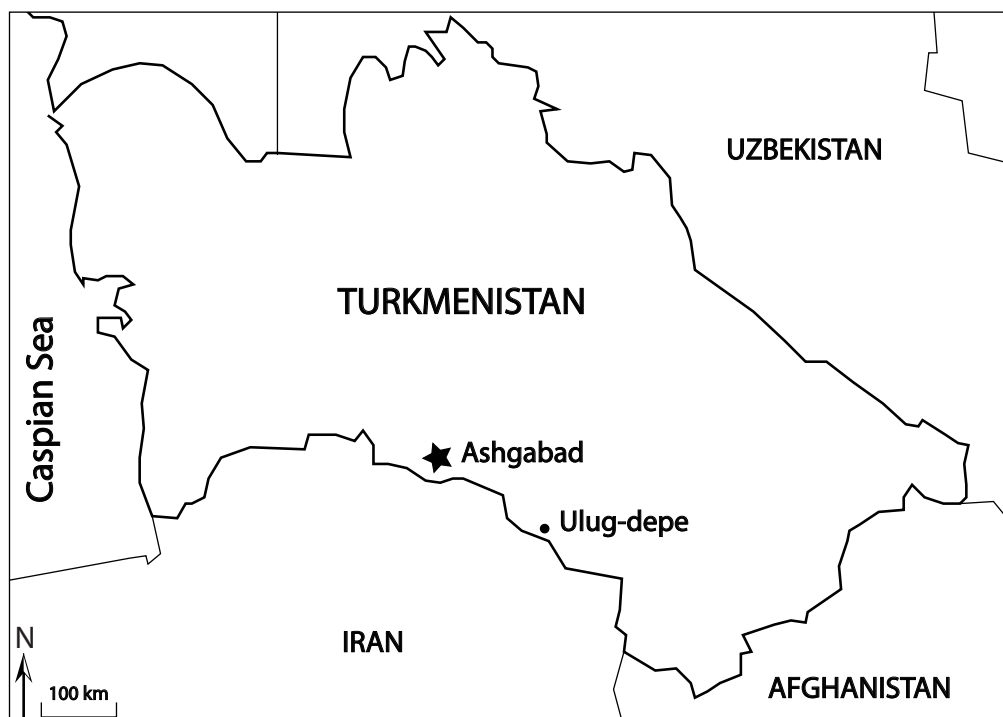 UZBEKISTAN
TURKMENISTAN
Caspian Sea
Ashgabad
Ulug-depe
N
IRAN
100 km
AFGHANISTAN